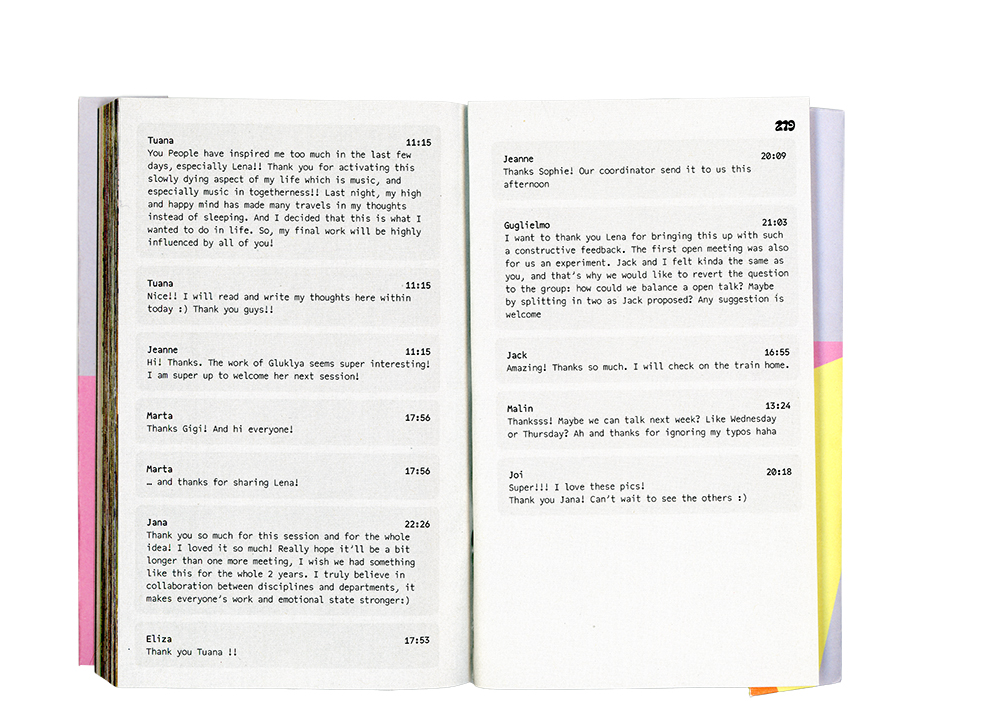 Tuana 11:15
You People have inspired me too much in the last few
days, especially Lena!! Thank you for activating this
slowly dying aspect of my life which is music, and
especially music in togetherness!! Last night, my high
and happy mind has made many travels in my thoughts
instead of sleeping. And I decided that this is what I
wanted to do in life. So, my final work will be highly
influenced by all of you!
Tuana 11:15
Nice!! I will read and write my thoughts here within
today :) Thank you guys!!
Jeanne 11:15
Hi! Thanks. The work of Gluklya seems super interesting!
I am super up to welcome her next session!
Marta 17:56
Thanks Gigi! And hi everyone!
Marta 17:56
… and thanks for sharing Lena!
Jana 22:26
Thank you so much for this session and for the whole
idea! I loved it so much! Really hope it'll be a bit
longer than one more meeting, I wish we had something
like this for the whole 2 years. I truly believe in
collaboration between disciplines and departments, it
makes everyone's work and emotional state stronger:)
Eliza 17:53
Thank you Tuana !!
279
Jeanne 20:09
Thanks Sophie! Our coordinator send it to us this
afternoon
Guglielmo 21:03
I want to thank you Lena for bringing this up with such
a constructive feedback. The first open meeting was also
for us an experiment. Jack and I felt kinda the same as
you, and that's why we would like to revert the question
to the group: how could we balance a open talk? Maybe
by splitting in two as Jack proposed? Any suggestion is
welcome
Jack 16:55
Amazing! Thanks so much. I will check on the train home.
Malin 13:24
Thanksss! Maybe we can talk next week? Like Wednesday
or Thursday? Ah and thanks for ignoring my typos haha
Joi 20:18
Super!!! I love these pics!
Thank you Jana! Can't wait to see the others :)